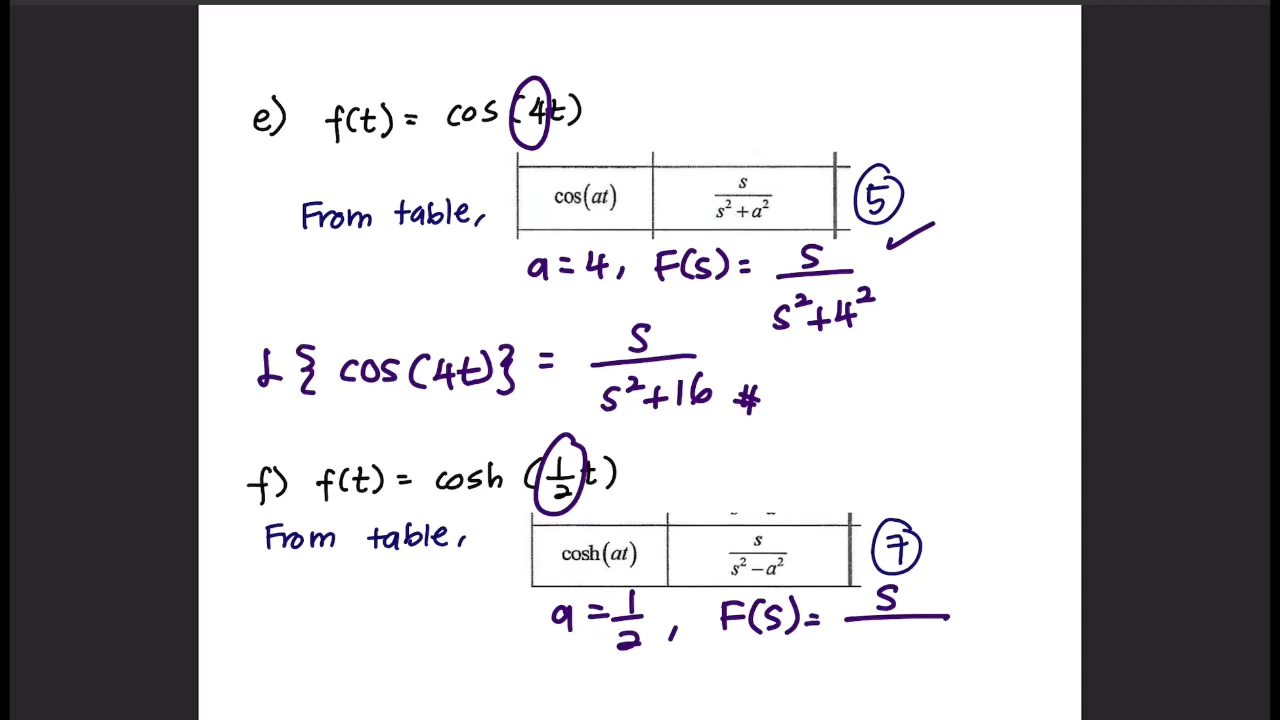 e) f(t) = cos (4t)
From table, cos(at) s/(s²+a²) ⑤
a = 4, F(s) = s/(s²+4²) ✓
ℒ{cos(4t)} = s/(s²+16) #
f) f(t) = cosh (1/2 t)
From table, cosh(at) s/(s²−a²) ⑦
a = 1/2, F(s) = s/